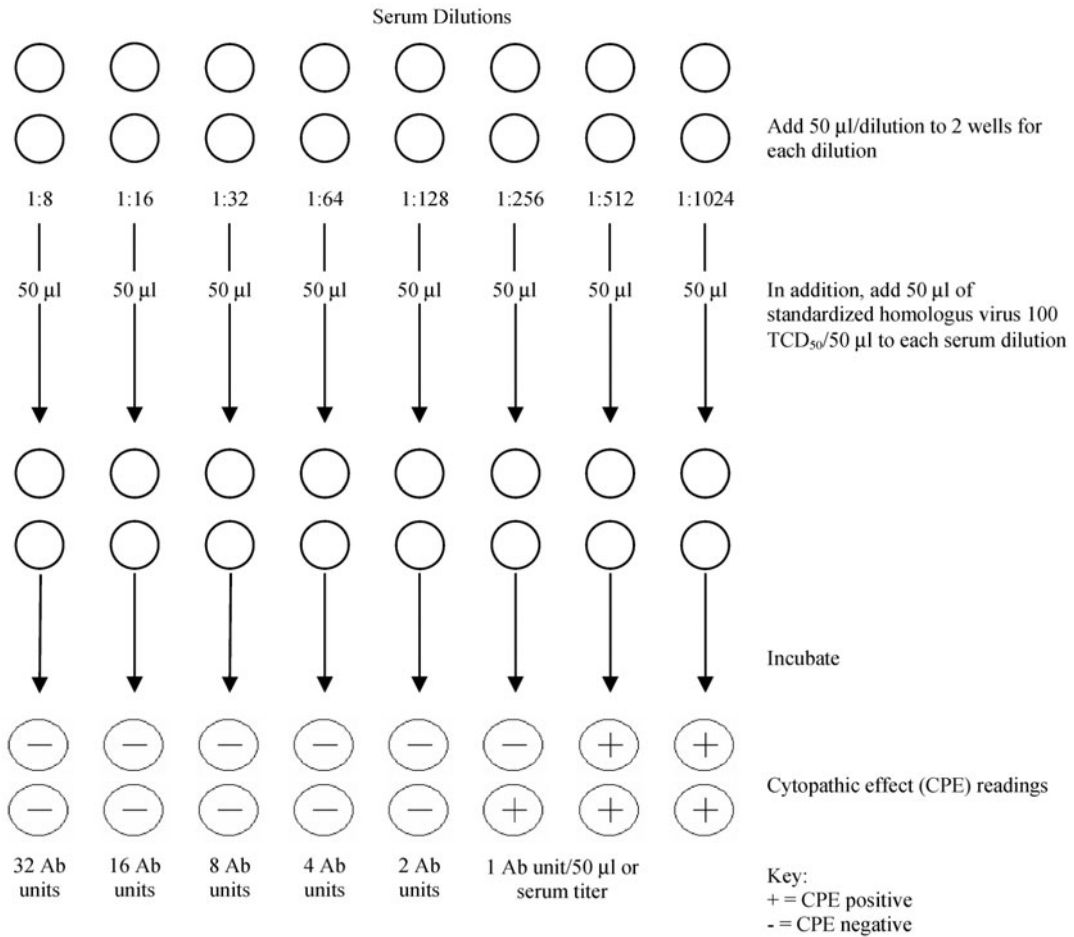 Serum Dilutions
Add 50 µl/dilution to 2 wells for
each dilution
1:8 1:16 1:32 1:64 1:128 1:256 1:512 1:1024
50 µl 50 µl 50 µl 50 µl 50 µl 50 µl 50 µl 50 µl
In addition, add 50 µl of
standardized homologus virus 100
TCD₅₀/50 µl to each serum dilution
Incubate
− − − − − − + +
Cytopathic effect (CPE) readings
− − − − − + + +
32 Ab units
16 Ab units
8 Ab units
4 Ab units
2 Ab units
1 Ab unit/50 µl or
serum titer
Key:
+ = CPE positive
- = CPE negative